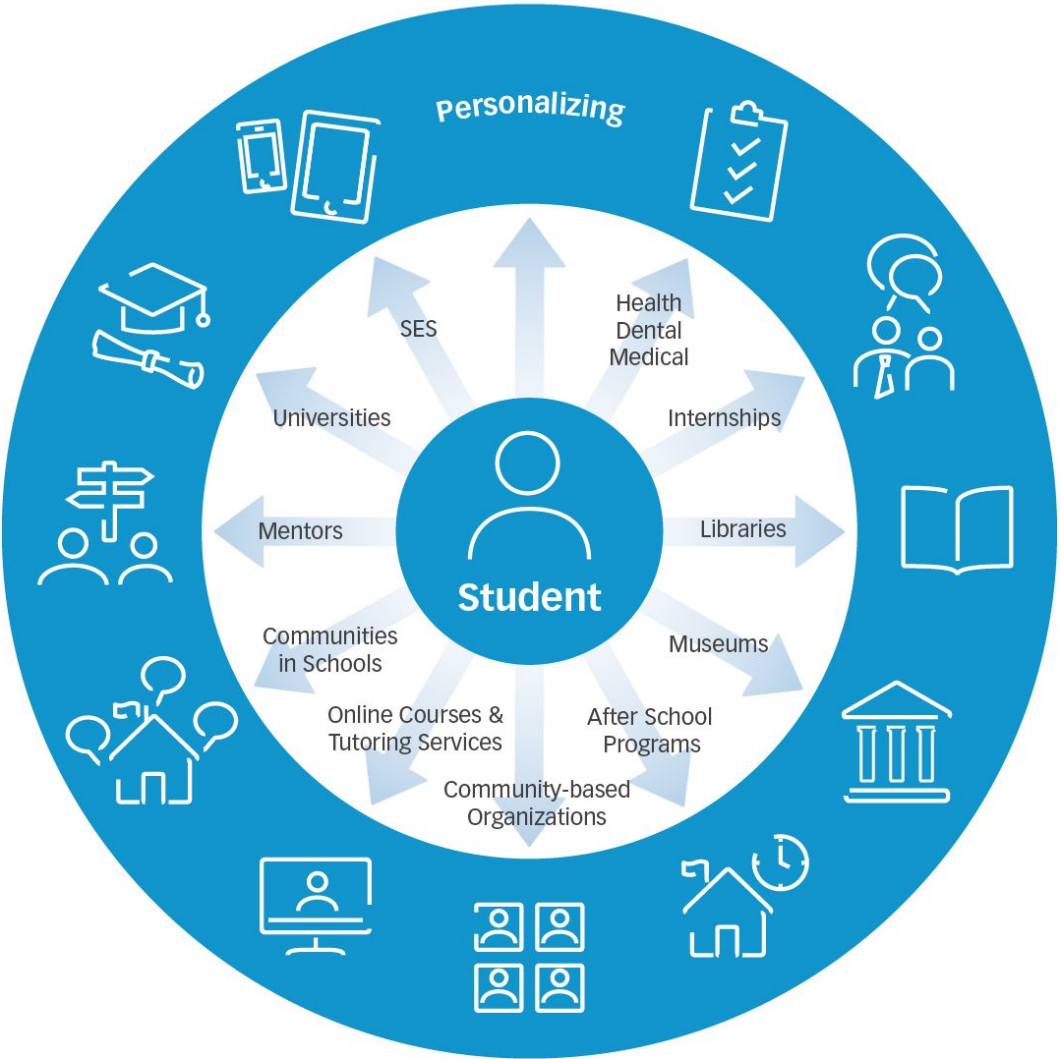 Personalizing
SES
Health
Dental
Medical
Universities
Internships
Mentors
Libraries
Student
Communities
in Schools
Museums
Online Courses &
Tutoring Services
After School
Programs
Community-based
Organizations